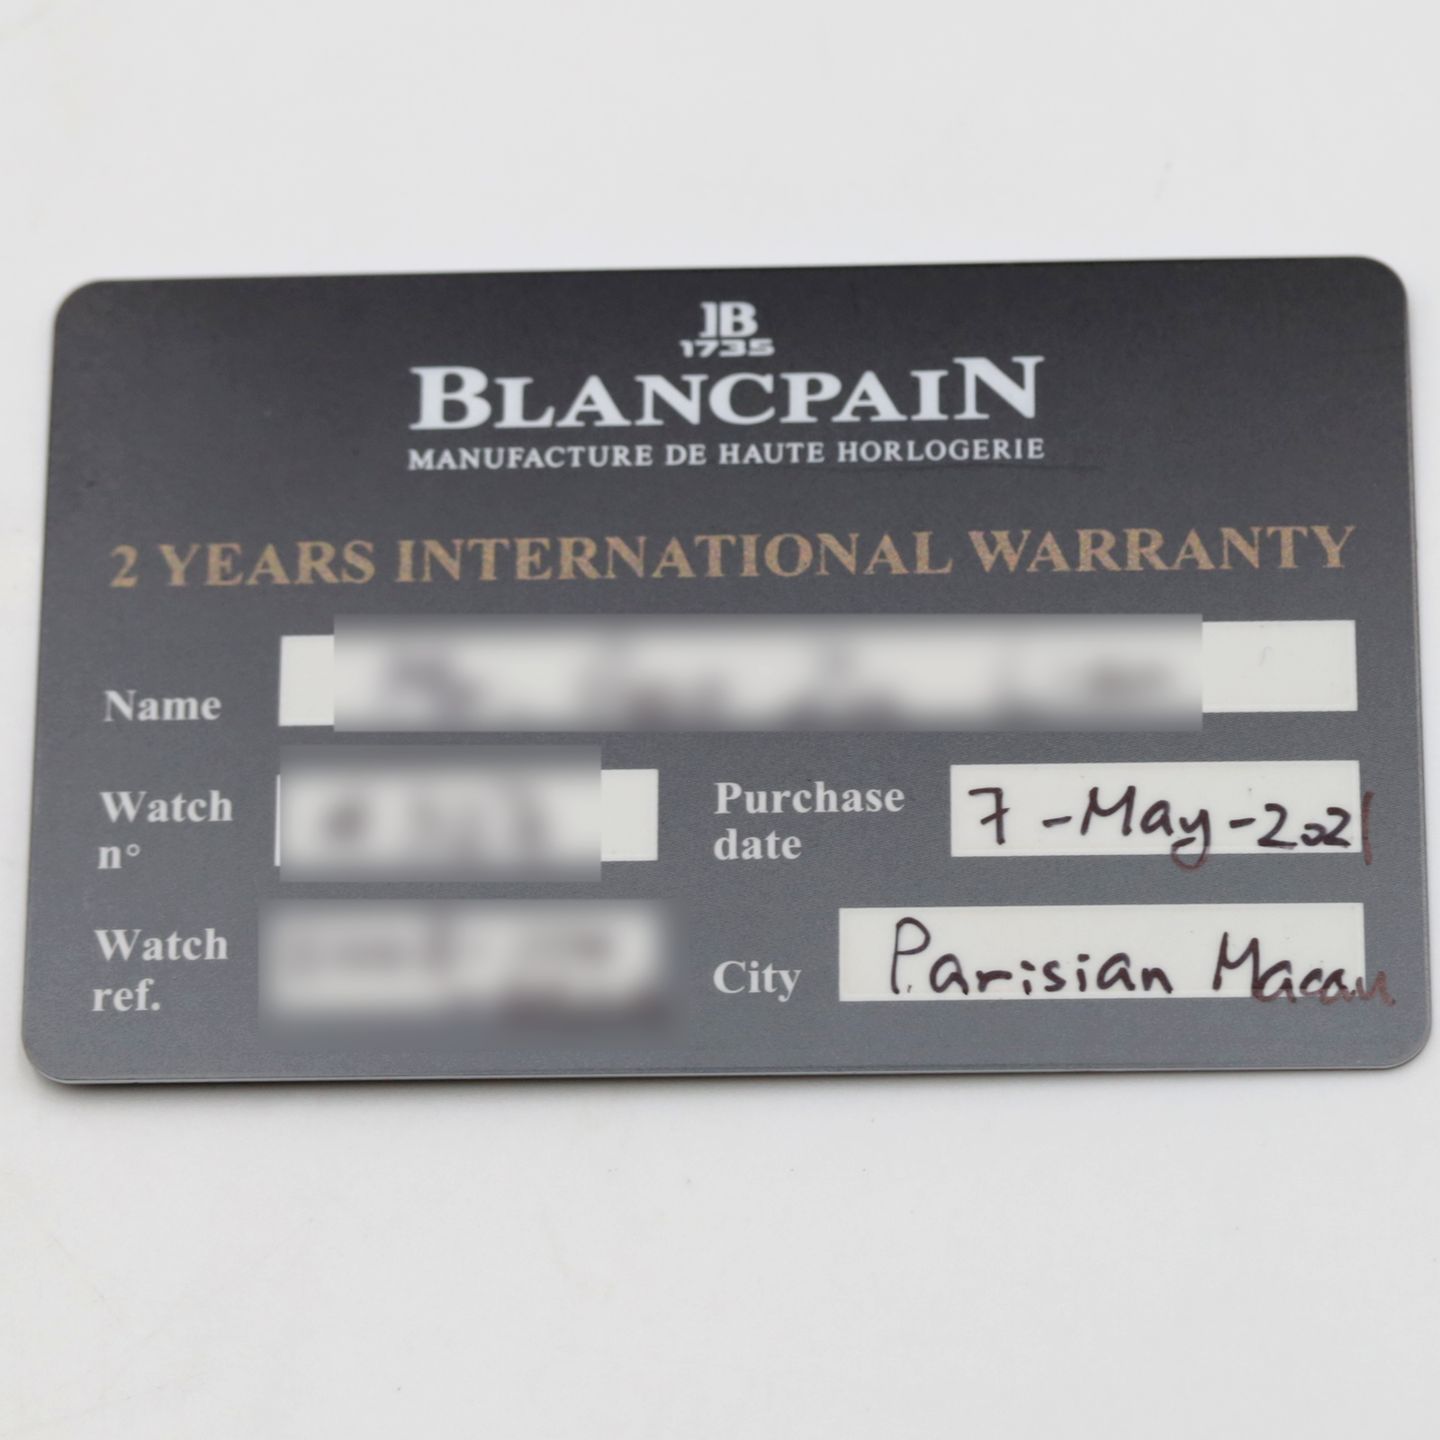 JB
1735
BLANCPAIN
MANUFACTURE DE HAUTE HORLOGERIE
2 YEARS INTERNATIONAL WARRANTY
Name
Watch n°
Purchase date 7-May-2021
Watch ref.
City Parisian Macau